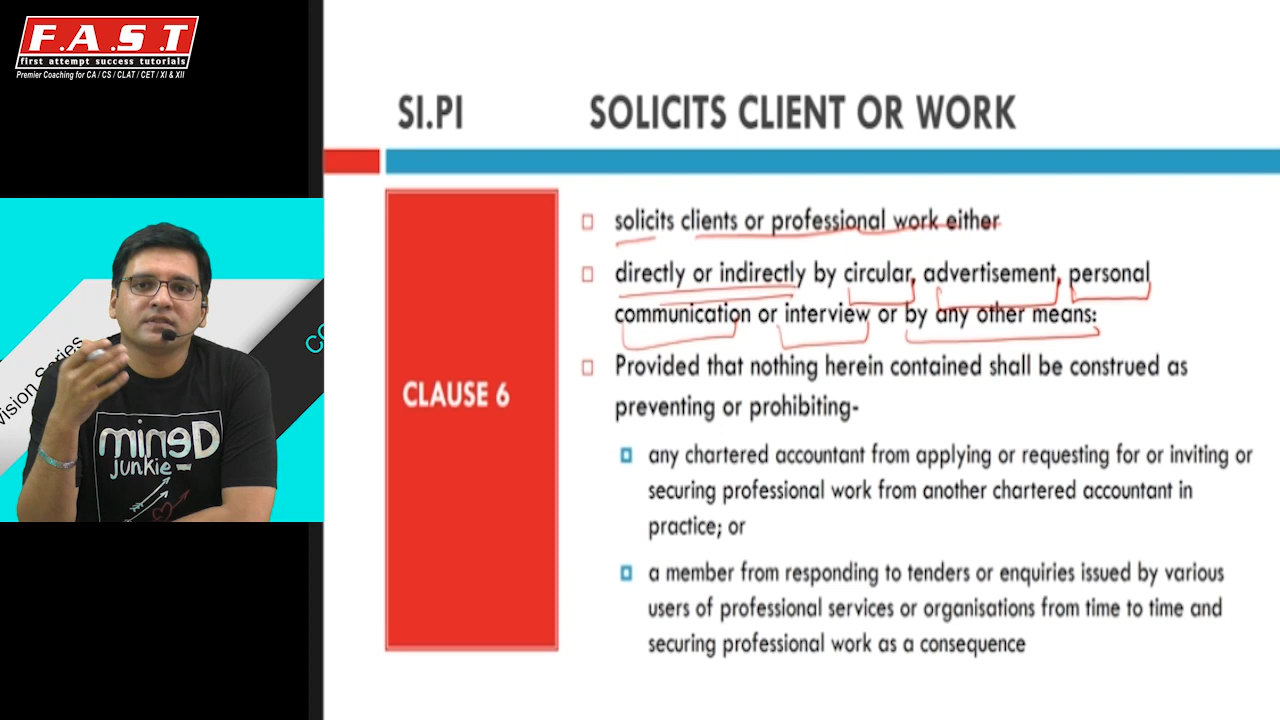 F.A.S.T
first attempt success tutorials
Premier Coaching for CA / CS / CLAT / CET / XI & XII
SI.PI SOLICITS CLIENT OR WORK
CLAUSE 6
solicits clients or professional work either
directly or indirectly by circular, advertisement, personal
communication or interview or by any other means:
Provided that nothing herein contained shall be construed as
preventing or prohibiting-
any chartered accountant from applying or requesting for or inviting or
securing professional work from another chartered accountant in
practice; or
a member from responding to tenders or enquiries issued by various
users of professional services or organisations from time to time and
securing professional work as a consequence
vision Series
CO
Denim
junkie